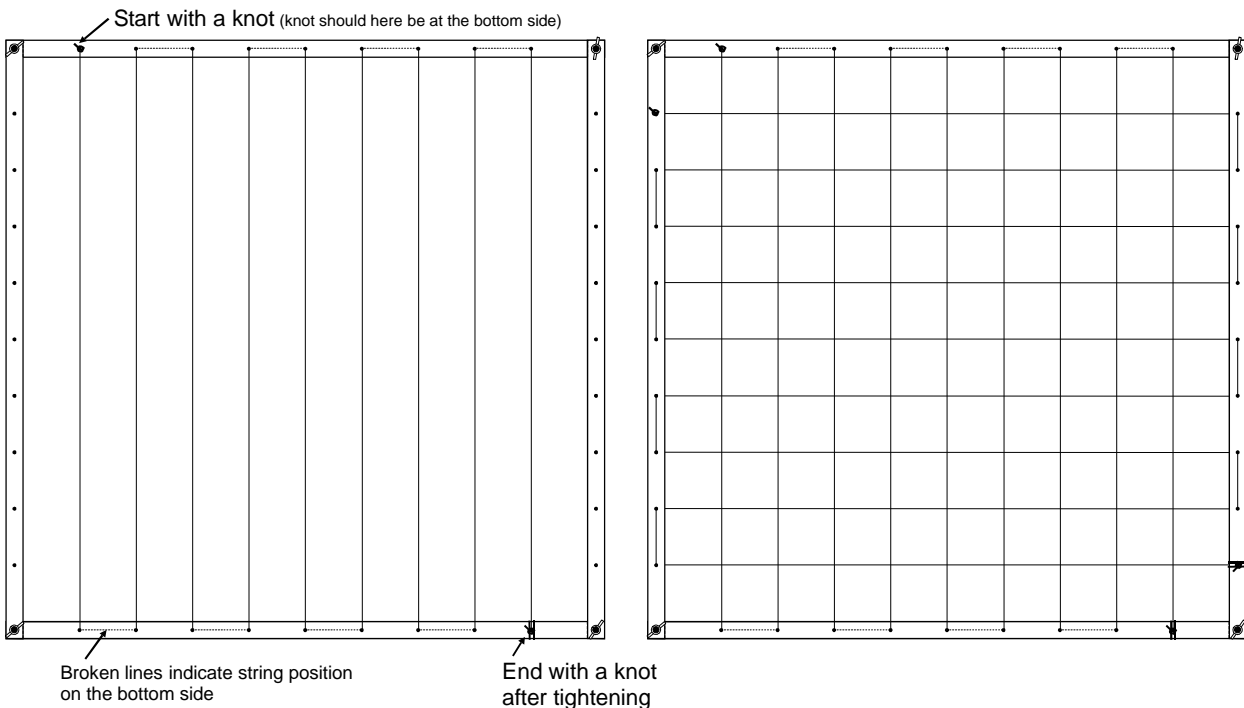 Start with a knot (knot should here be at the bottom side)
Broken lines indicate string position
on the bottom side
End with a knot
after tightening